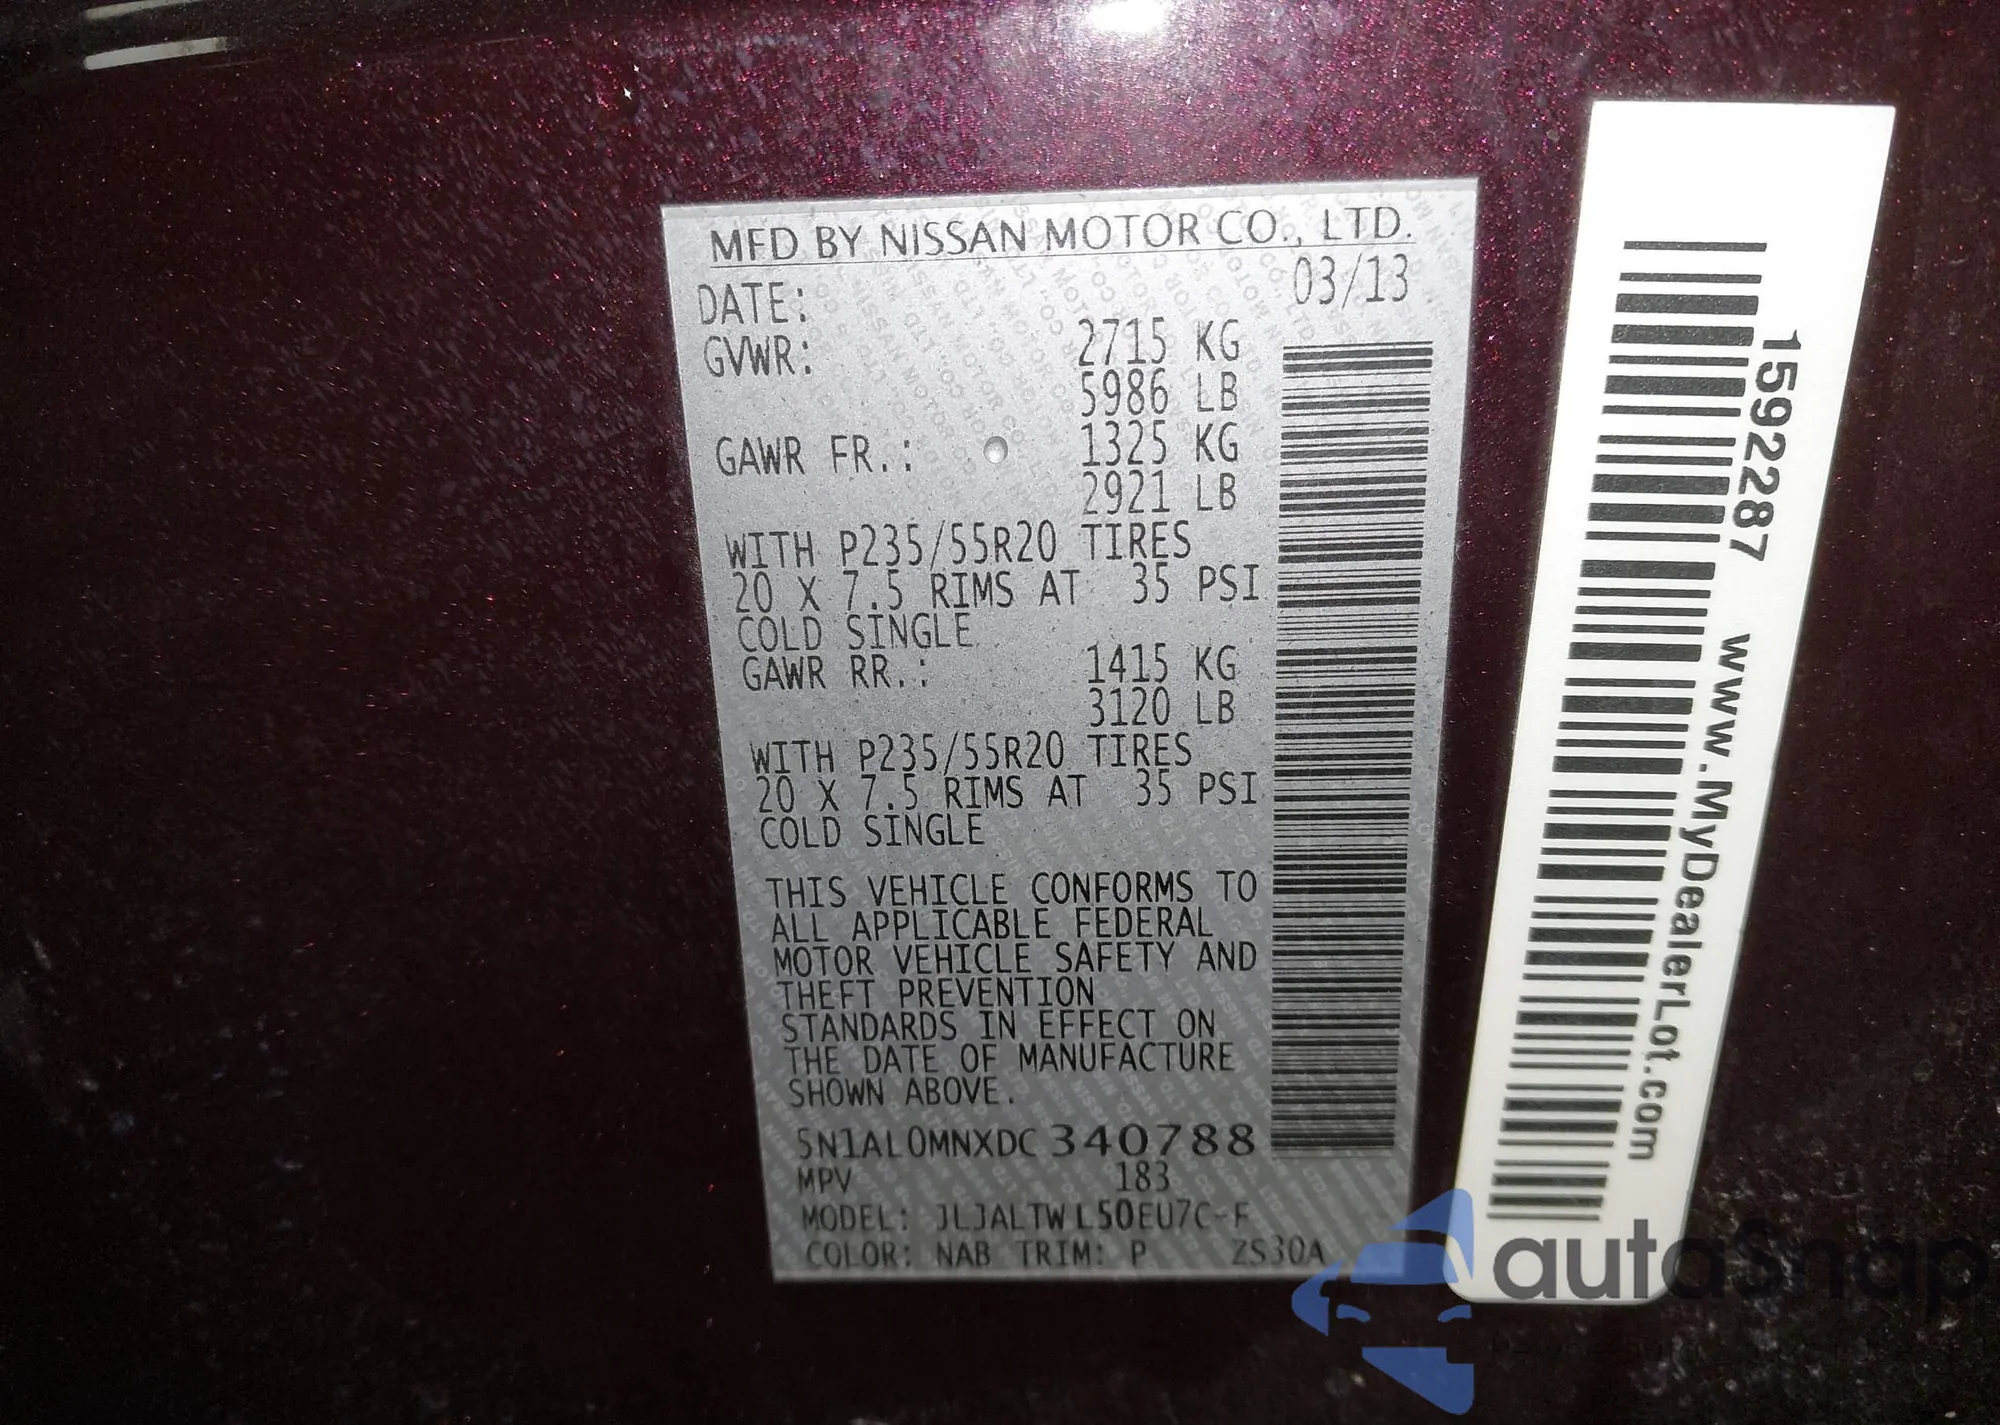 MFD BY NISSAN MOTOR CO., LTD.
DATE: 03/13
GVWR: 2715 KG
5986 LB
GAWR FR.: 1325 KG
2921 LB
WITH P235/55R20 TIRES
20 X 7.5 RIMS AT 35 PSI
COLD SINGLE
GAWR RR.: 1415 KG
3120 LB
WITH P235/55R20 TIRES
20 X 7.5 RIMS AT 35 PSI
COLD SINGLE
THIS VEHICLE CONFORMS TO
ALL APPLICABLE FEDERAL
MOTOR VEHICLE SAFETY AND
THEFT PREVENTION
STANDARDS IN EFFECT ON
THE DATE OF MANUFACTURE
SHOWN ABOVE.
5N1AL0MNXDC340788
MPV 183
MODEL: JLJALTWL50EU7C-F
COLOR: NAB TRIM: P ZS30A
1592287 www.MyDealerLot.com
autasnap